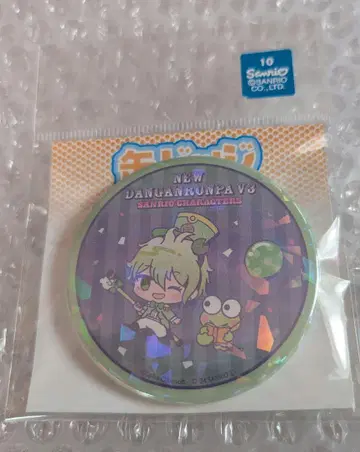 10
Sanrio
©SANRIO
CO., LTD.
缶バッジ
NEW
DANGANRONPA V3
SANRIO CHARACTERS